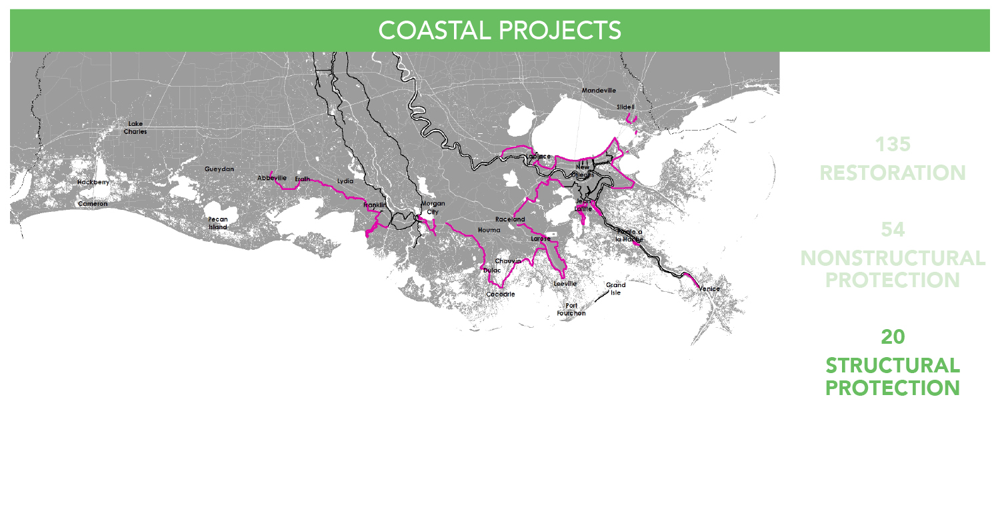 COASTAL PROJECTS
Mandeville
Slidell
Lake
Charles
Laplace
New
Orleans
Gueydan
Abbeville
Erath
Lydia
Hackberry
Cameron
Franklin
Morgan
City
Jean
Lafitte
Pecan
Island
Raceland
Houma
Larose
Pointe a
la Hache
Chauvin
Dulac
Leeville
Grand
Isle
Venice
Cocodrie
Port
Fourchon
135
RESTORATION
54
NONSTRUCTURAL
PROTECTION
20
STRUCTURAL
PROTECTION